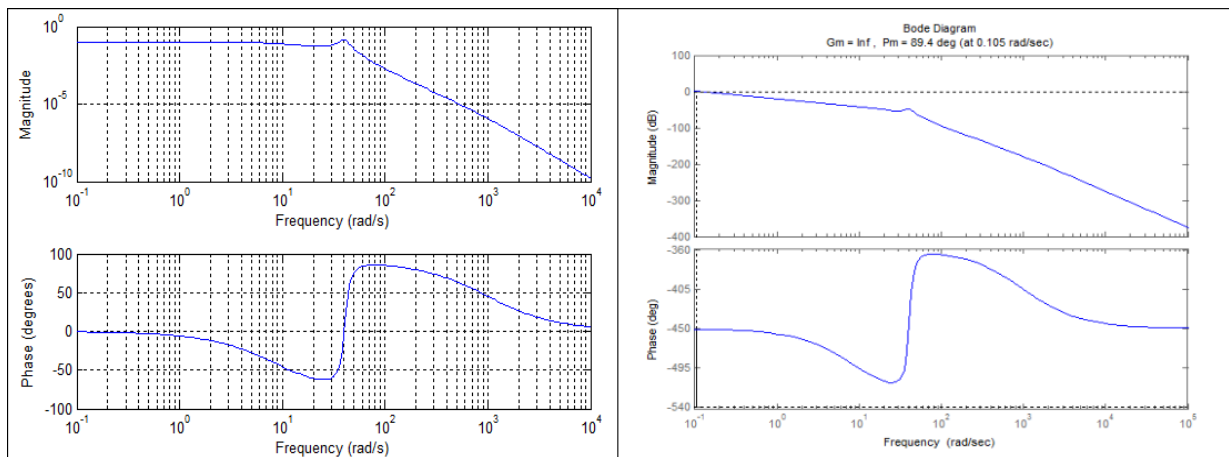 10^0
10^-5
10^-10
Magnitude
10^-1 10^0 10^1 10^2 10^3 10^4
Frequency (rad/s)
100
50
0
-50
-100
Phase (degrees)
10^-1 10^0 10^1 10^2 10^3 10^4
Frequency (rad/s)
Bode Diagram
Gm = Inf , Pm = 89.4 deg (at 0.105 rad/sec)
100
0
-100
-200
-300
-400
Magnitude (dB)
-360
-405
-450
-495
-540
Phase (deg)
10^-1 10^0 10^1 10^2 10^3 10^4 10^5
Frequency (rad/sec)